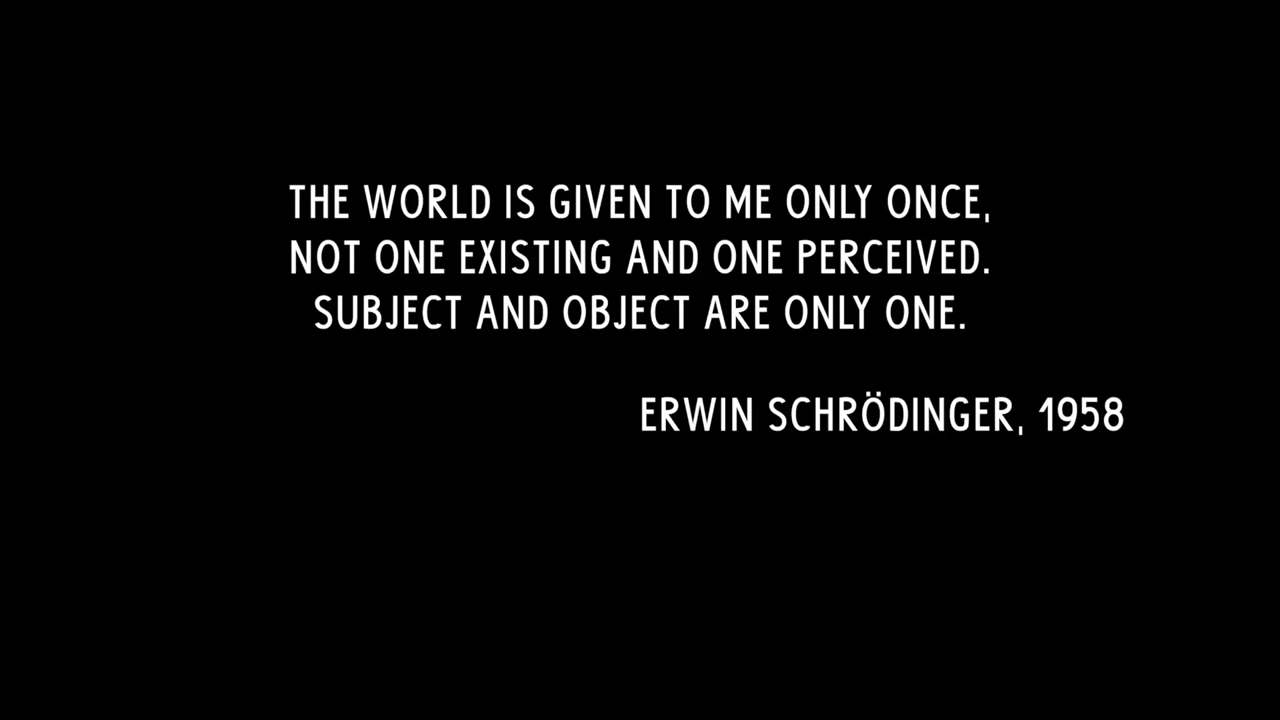 THE WORLD IS GIVEN TO ME ONLY ONCE,
NOT ONE EXISTING AND ONE PERCEIVED.
SUBJECT AND OBJECT ARE ONLY ONE.
ERWIN SCHRÖDINGER, 1958